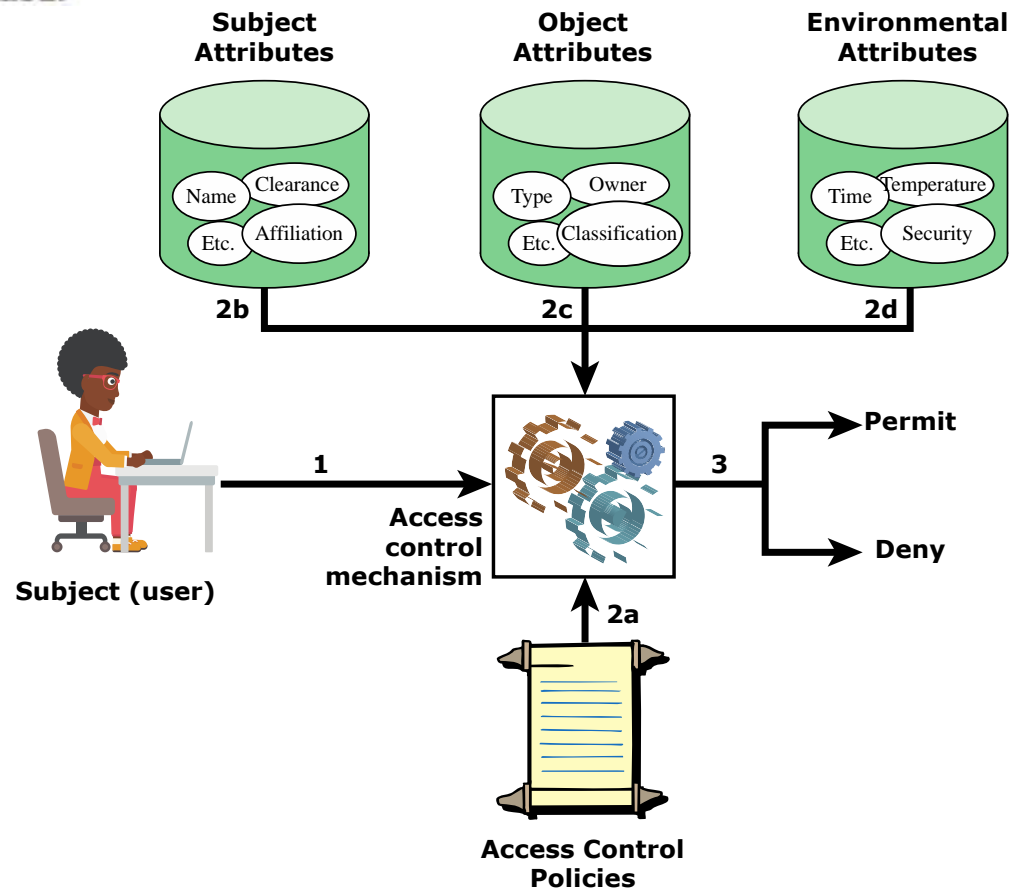 Subject
Attributes
Object
Attributes
Environmental
Attributes
Name
Clearance
Etc.
Affiliation
Type
Owner
Etc.
Classification
Time
Temperature
Etc.
Security
2b
2c
2d
1
Access
control
mechanism
3
Permit
Deny
Subject (user)
2a
Access Control
Policies